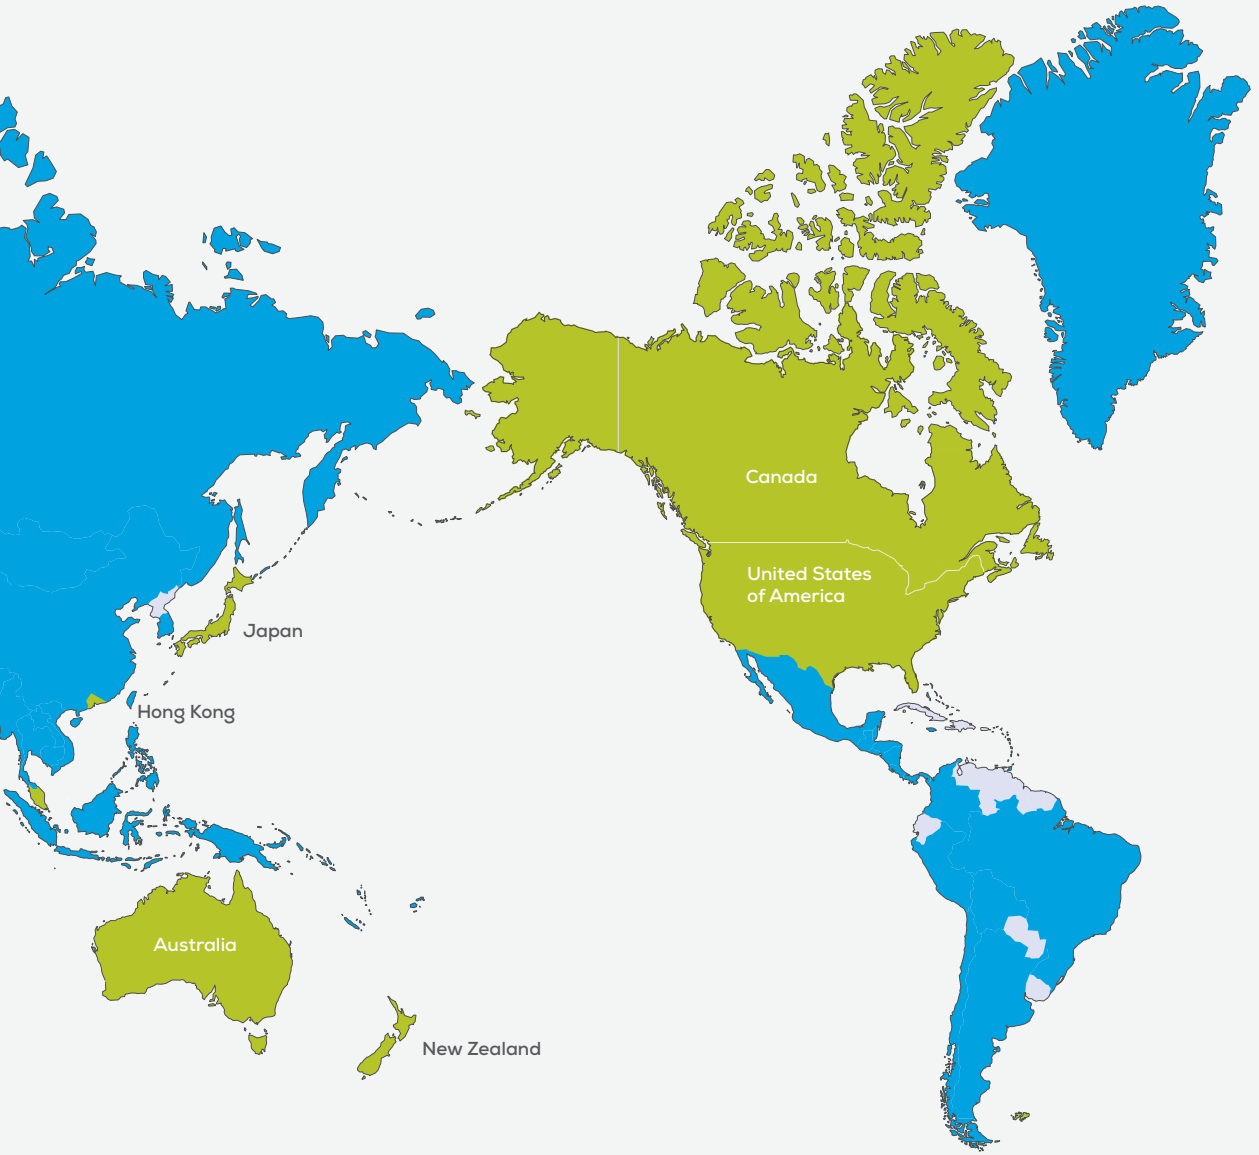 Canada
United States
of America
Japan
Hong Kong
Australia
New Zealand